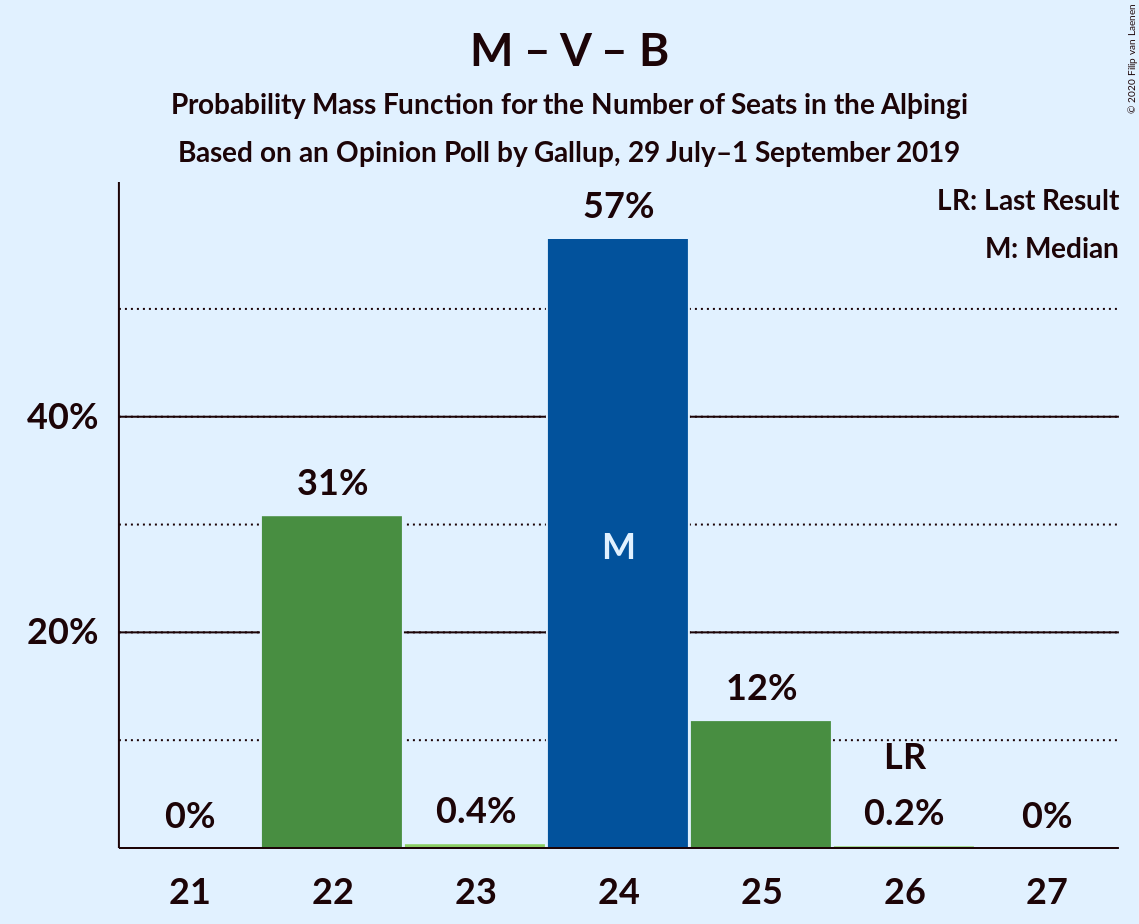 M – V – B
Probability Mass Function for the Number of Seats in the Alþingi
Based on an Opinion Poll by Gallup, 29 July–1 September 2019
© 2020 Filip van Laenen
LR: Last Result
M: Median
57%
40%
31%
M
20%
12%
LR
0%
0.4%
0.2%
0%
21 22 23 24 25 26 27